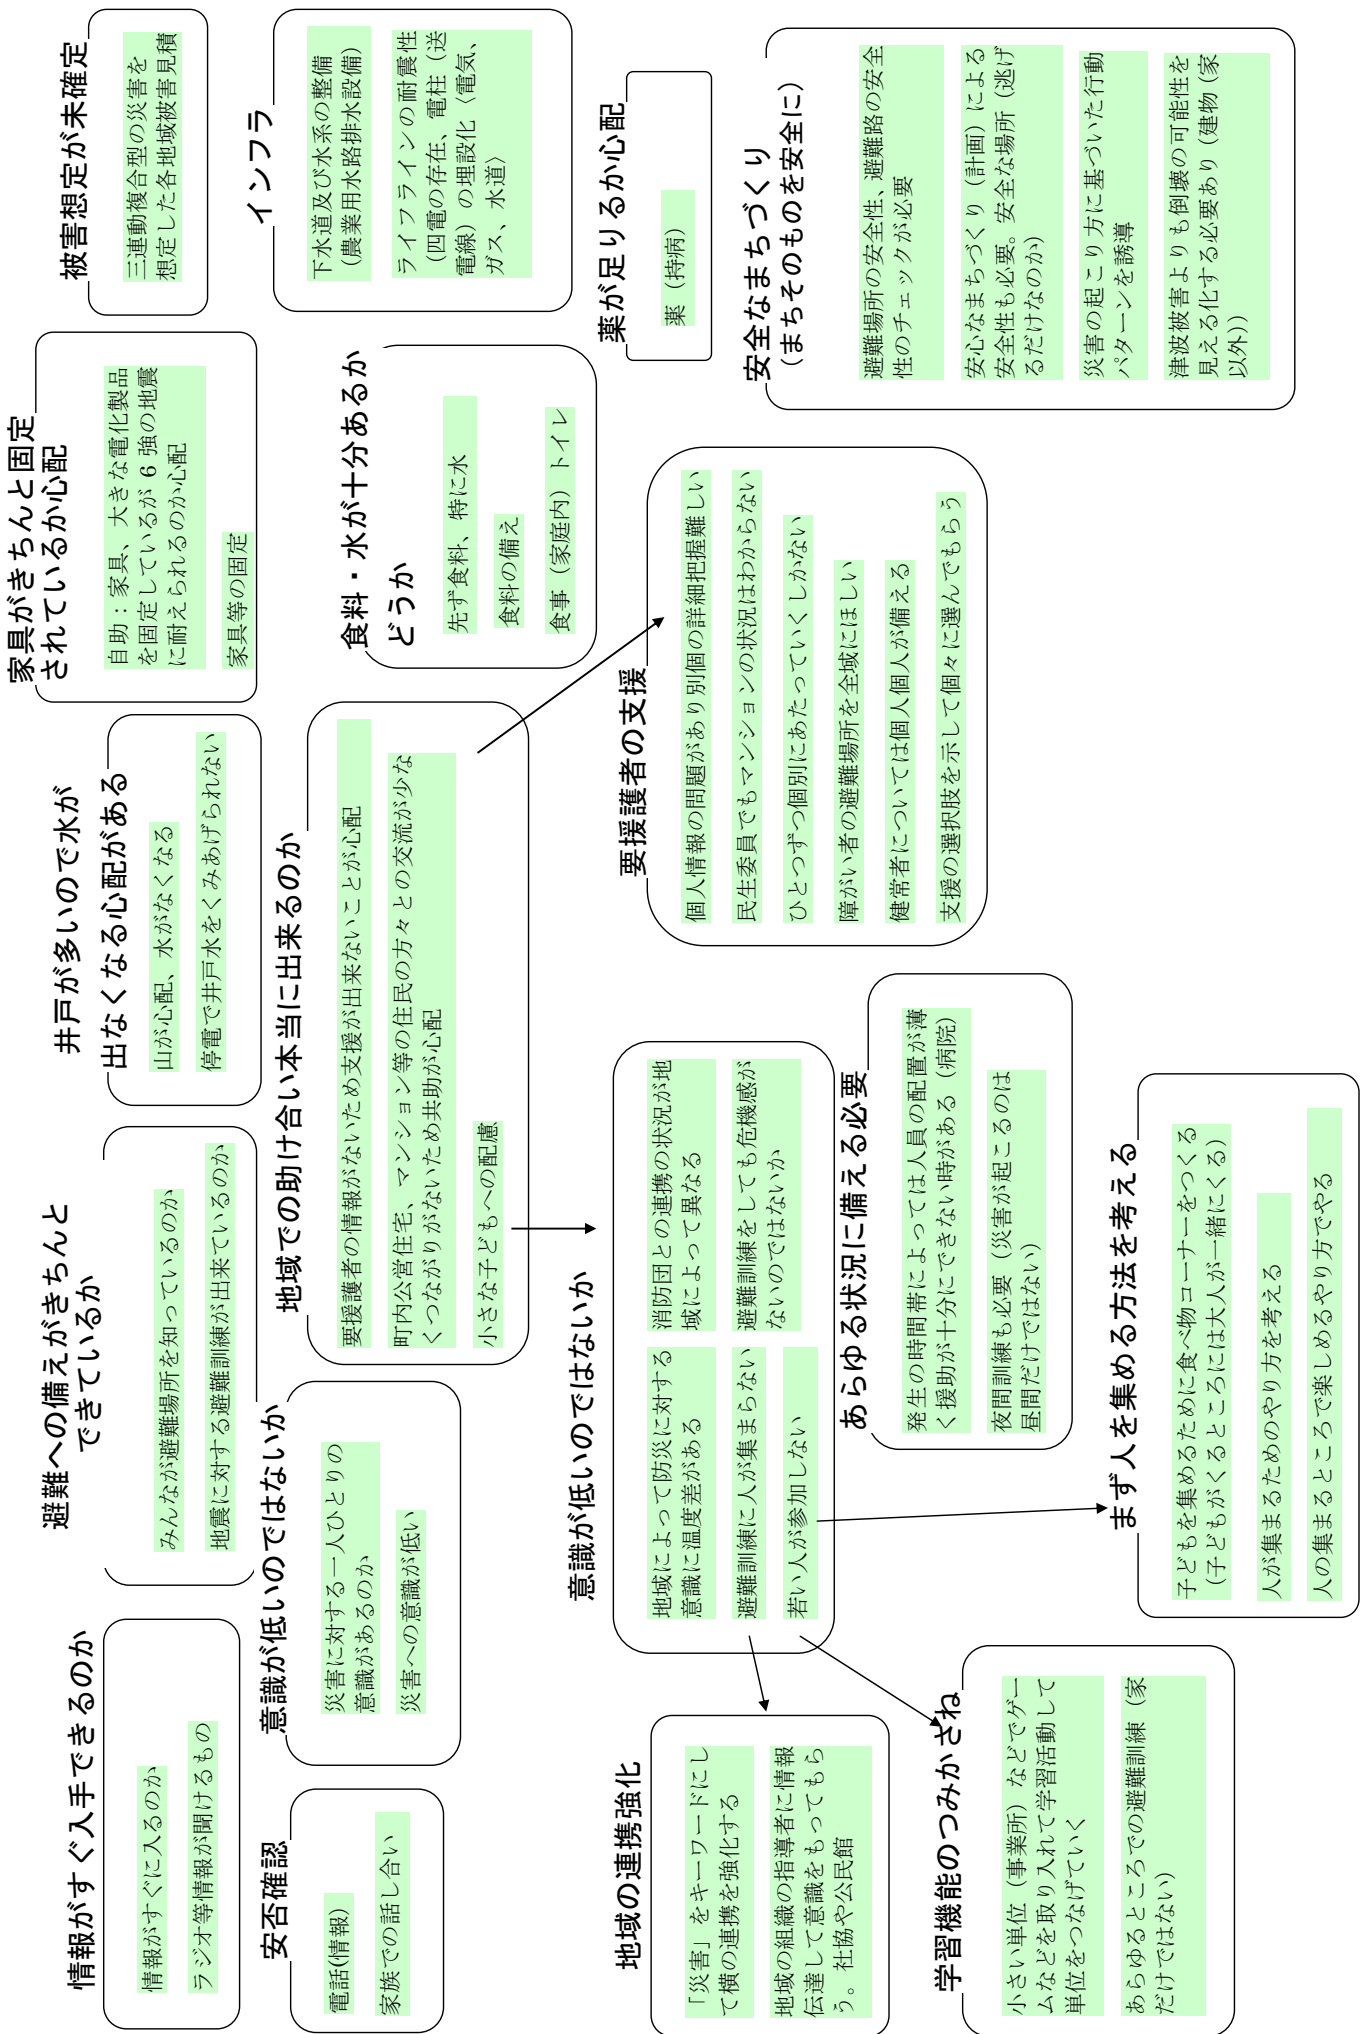 情報がすぐ入手できるのか
情報がすぐに入るのか
ラジオ等情報が聞けるもの
避難への備えがきちんと
できているか
みんなが避難場所を知っているのか
地震に対する避難訓練が出来ているのか
井戸が多いので水が
出なくなる心配がある
山が心配、水がなくなる
停電で井戸水をくみあげられない
家具がきちんと固定
されているか心配
自助：家具、大きな電化製品
を固定しているが 6 強の地震
に耐えられるのか心配
家具等の固定
被害想定が未確定
三連動複合型の災害を
想定した各地域被害見積
安否確認
電話(情報)
家族での話し合い
意識が低いのではないか
災害に対する一人ひとりの
意識があるのか
災害への意識が低い
地域での助け合い本当に出来るのか
要援護者の情報がないため支援が出来ないことが心配
町内公営住宅、マンション等の住民の方々との交流が少な
くつながりがないため共助が心配
小さな子どもへの配慮
食料・水が十分あるか
どうか
先ず食料、特に水
食料の備え
食事（家庭内）トイレ
インフラ
下水道及び水系の整備
（農業用水路排水設備）
ライフラインの耐震性
（四電の存在、電柱（送
電線）の埋設化〈電気、
ガス、水道〉
薬が足りるか心配
薬（持病）
地域の連携強化
「災害」をキーワードにし
て横の連携を強化する
地域の組織の指導者に情報
伝達して意識をもってもら
う。社協や公民館
意識が低いのではないか
地域によって防災に対する
意識に温度差がある
避難訓練に人が集まらない
若い人が参加しない
消防団との連携の状況が地
域によって異なる
避難訓練をしても危機感が
ないのではないか
要援護者の支援
個人情報の問題があり別個の詳細把握難しい
民生委員でもマンションの状況はわからない
ひとつずつ個別にあたっていくしかない
障がい者の避難場所を全域にほしい
健常者については個人個人が備える
支援の選択肢を示して個々に選んでもらう
安全なまちづくり
（まちそのものを安全に）
避難場所の安全性、避難路の安全
性のチェックが必要
安心なまちづくり（計画）による
安全性も必要。安全な場所（逃げ
るだけなのか）
災害の起こり方に基づいた行動
パターンを誘導
津波被害よりも倒壊の可能性を
見える化する必要あり（建物（家
以外））
学習機能のつみかさね
小さい単位（事業所）などでゲー
ムなどを取り入れて学習活動して
単位をつなげていく
あらゆるところでの避難訓練（家
だけではない）
あらゆる状況に備える必要
発生の時間帯によっては人員の配置が薄
く援助が十分にできない時がある（病院）
夜間訓練も必要（災害が起こるのは
昼間だけではない）
まず人を集める方法を考える
子どもを集めるために食べ物コーナーをつくる
（子どもがくるところには大人が一緒にくる）
人が集まるためのやり方を考える
人の集まるところで楽しめるやり方でやる